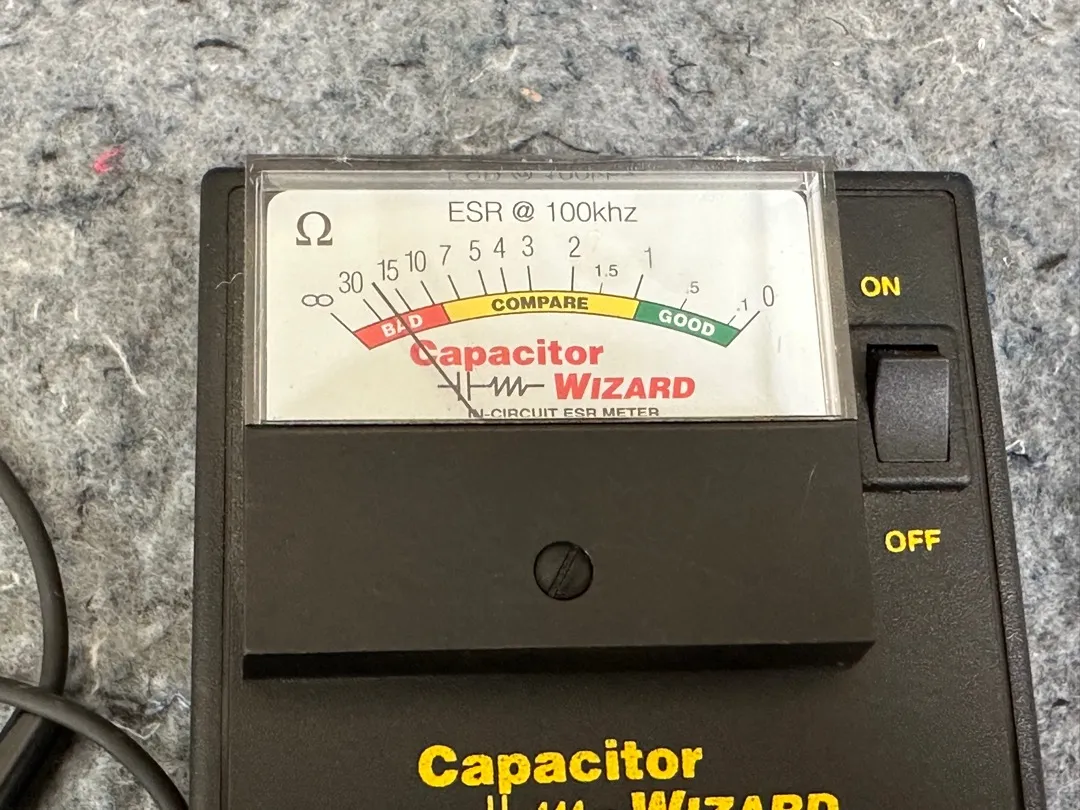 ESR @ 100khz
Ω
∞ 30 15 10 7 5 4 3 2 1.5 1 .5 .1 0
BAD COMPARE GOOD
Capacitor
WIZARD
IN-CIRCUIT ESR METER
ON
OFF
Capacitor
WIZARD